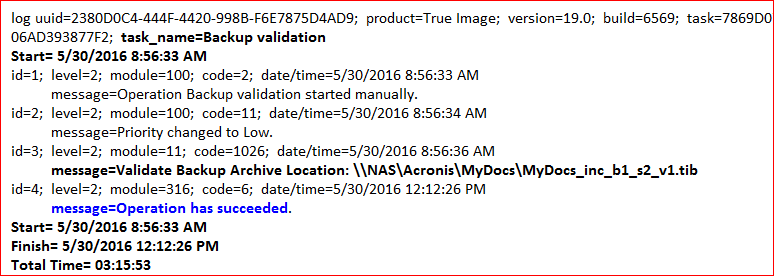 log uuid=2380D0C4-444F-4420-998B-F6E7875D4AD9; product=True Image; version=19.0; build=6569; task=7869D0
06AD393877F2; task_name=Backup validation
Start= 5/30/2016 8:56:33 AM
id=1; level=2; module=100; code=2; date/time=5/30/2016 8:56:33 AM
message=Operation Backup validation started manually.
id=2; level=2; module=100; code=11; date/time=5/30/2016 8:56:34 AM
message=Priority changed to Low.
id=3; level=2; module=11; code=1026; date/time=5/30/2016 8:56:36 AM
message=Validate Backup Archive Location: \\NAS\Acronis\MyDocs\MyDocs_inc_b1_s2_v1.tib
id=4; level=2; module=316; code=6; date/time=5/30/2016 12:12:26 PM
message=Operation has succeeded.
Start= 5/30/2016 8:56:33 AM
Finish= 5/30/2016 12:12:26 PM
Total Time= 03:15:53